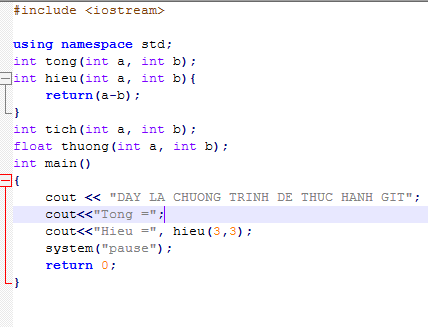 #include <iostream>
using namespace std;
int tong(int a, int b);
int hieu(int a, int b){
return(a-b);
}
int tich(int a, int b);
float thuong(int a, int b);
int main()
{
cout << "DAY LA CHUONG TRINH DE THUC HANH GIT";
cout<<"Tong =";
cout<<"Hieu =", hieu(3,3);
system("pause");
return 0;
}